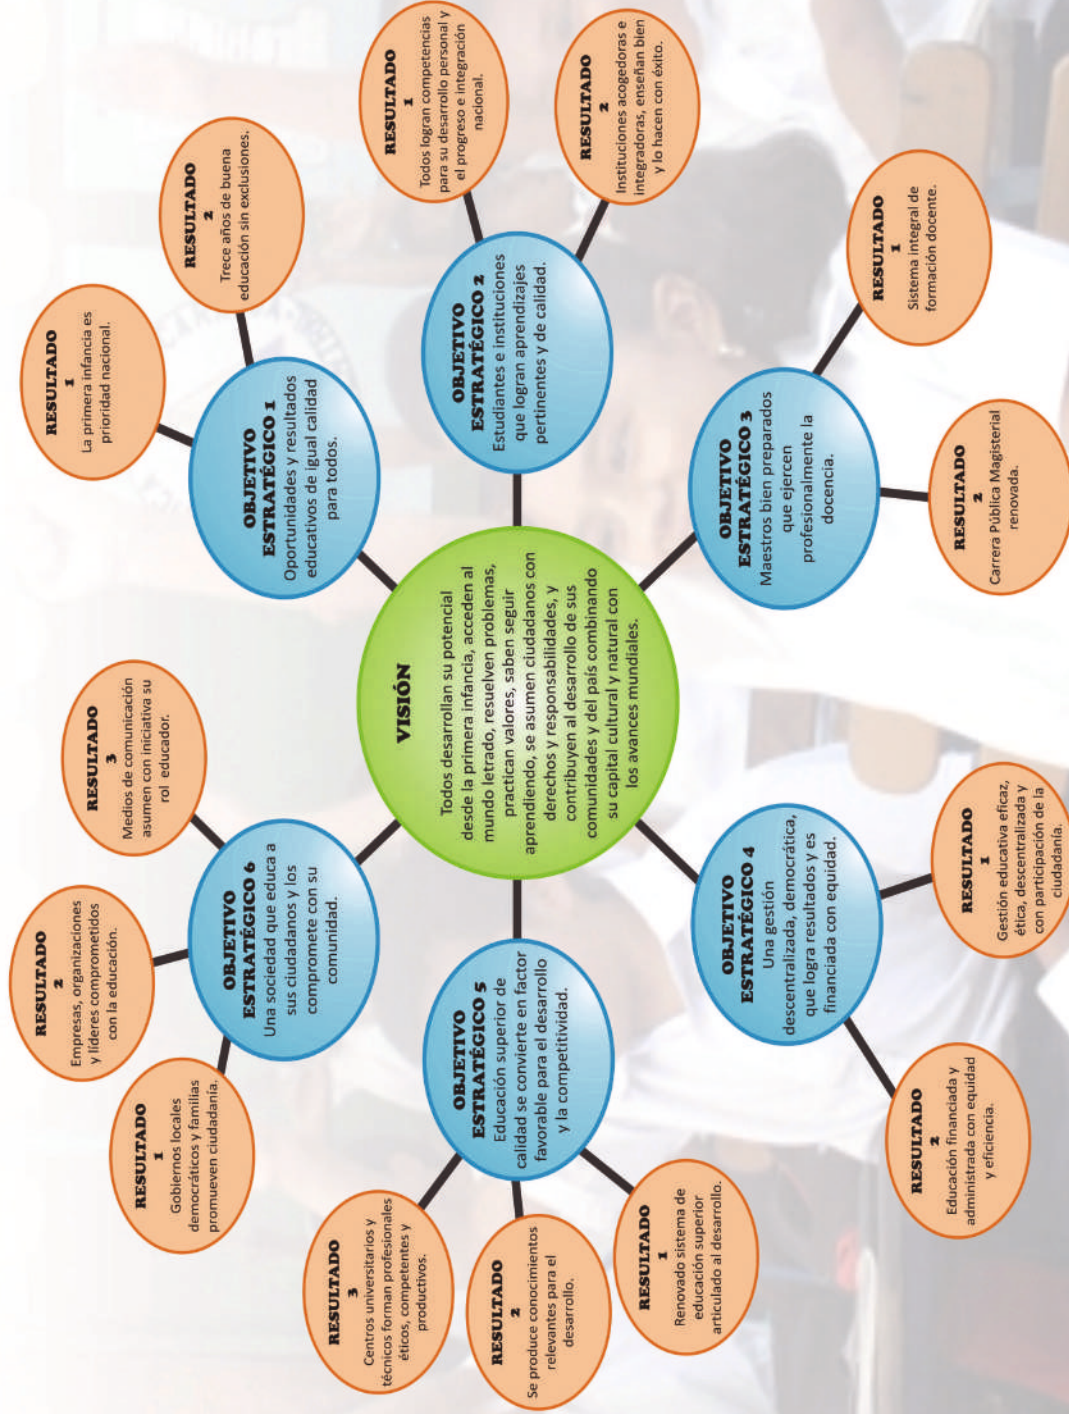 VISIÓN
Todos desarrollan su potencial
desde la primera infancia, acceden al
mundo letrado, resuelven problemas,
practican valores, saben seguir
aprendiendo, se asumen ciudadanos con
derechos y responsabilidades, y
contribuyen al desarrollo de sus
comunidades y del país combinando
su capital cultural y natural con
los avances mundiales.
OBJETIVO
ESTRATÉGICO 1
Oportunidades y resultados
educativos de igual calidad
para todos.
RESULTADO
1
La primera infancia es
prioridad nacional.
RESULTADO
2
Trece años de buena
educación sin exclusiones.
OBJETIVO
ESTRATÉGICO 2
Estudiantes e instituciones
que logran aprendizajes
pertinentes y de calidad.
RESULTADO
1
Todos logran competencias
para su desarrollo personal y
el progreso e integración
nacional.
RESULTADO
2
Instituciones acogedoras e
integradoras, enseñan bien
y lo hacen con éxito.
OBJETIVO
ESTRATÉGICO 3
Maestros bien preparados
que ejercen
profesionalmente la
docencia.
RESULTADO
1
Sistema integral de
formación docente.
RESULTADO
2
Carrera Pública Magisterial
renovada.
OBJETIVO
ESTRATÉGICO 4
Una gestión
descentralizada, democrática,
que logra resultados y es
financiada con equidad.
RESULTADO
1
Gestión educativa eficaz,
ética, descentralizada y
con participación de la
ciudadanía.
RESULTADO
2
Educación financiada y
administrada con equidad
y eficiencia.
OBJETIVO
ESTRATÉGICO 5
Educación superior de
calidad se convierte en factor
favorable para el desarrollo
y la competitividad.
RESULTADO
1
Renovado sistema de
educación superior
articulado al desarrollo.
RESULTADO
2
Se produce conocimientos
relevantes para el
desarrollo.
RESULTADO
3
Centros universitarios y
técnicos forman profesionales
éticos, competentes y
productivos.
OBJETIVO
ESTRATÉGICO 6
Una sociedad que educa a
sus ciudadanos y los
compromete con su
comunidad.
RESULTADO
1
Gobiernos locales
democráticos y familias
promueven ciudadanía.
RESULTADO
2
Empresas, organizaciones
y líderes comprometidos
con la educación.
RESULTADO
3
Medios de comunicación
asumen con iniciativa su
rol educador.